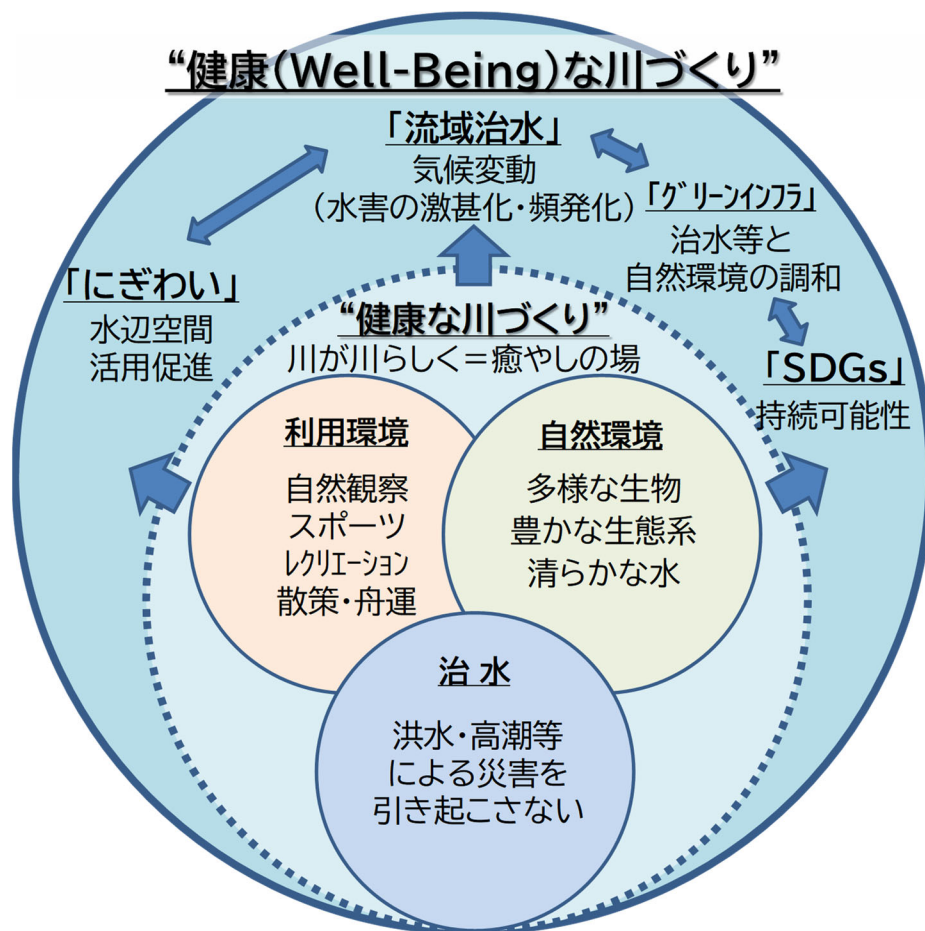 “健康(Well-Being)な川づくり”
「流域治水」
気候変動
(水害の激甚化・頻発化)
「グリーンインフラ」
治水等と
自然環境の調和
「にぎわい」
水辺空間
活用促進
「SDGs」
持続可能性
“健康な川づくり”
川が川らしく=癒やしの場
利用環境
自然観察
スポーツ
レクリエーション
散策・舟運
自然環境
多様な生物
豊かな生態系
清らかな水
治 水
洪水・高潮等
による災害を
引き起こさない